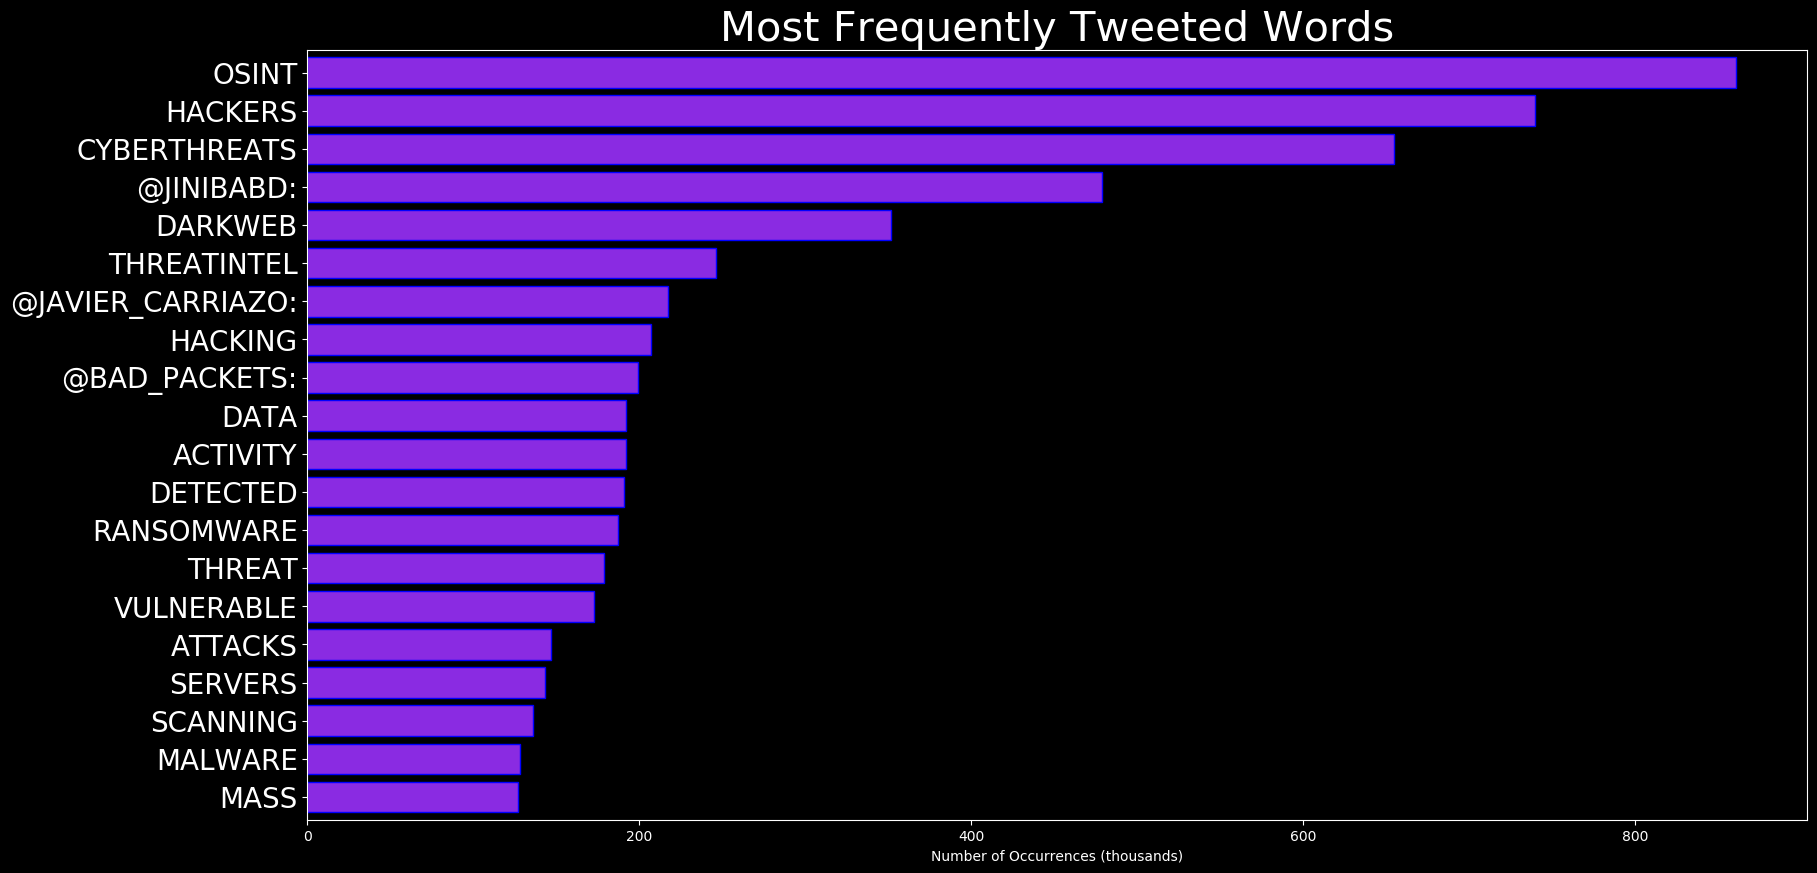 Most Frequently Tweeted Words
OSINT
HACKERS
CYBERTHREATS
@JINIBABD:
DARKWEB
THREATINTEL
@JAVIER_CARRIAZO:
HACKING
@BAD_PACKETS:
DATA
ACTIVITY
DETECTED
RANSOMWARE
THREAT
VULNERABLE
ATTACKS
SERVERS
SCANNING
MALWARE
MASS
0 200 400 600 800
Number of Occurrences (thousands)